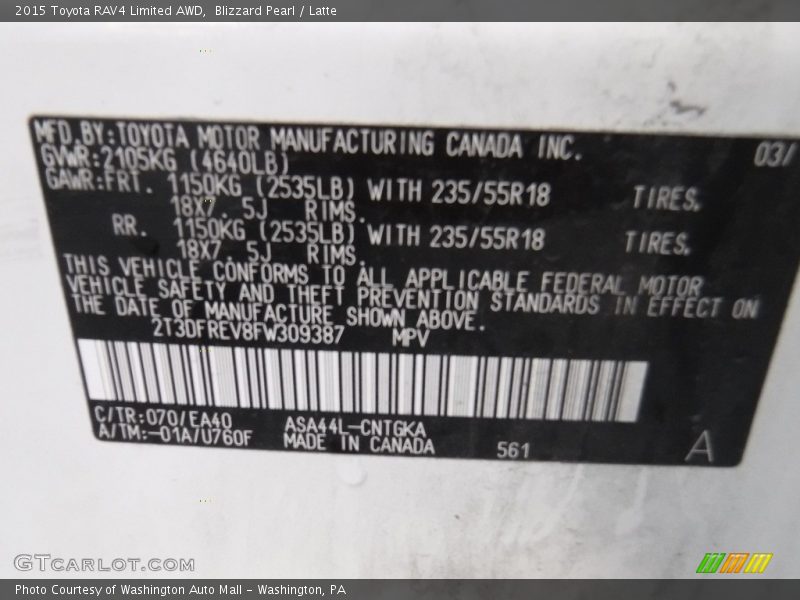 2015 Toyota RAV4 Limited AWD, Blizzard Pearl / Latte
MFD.BY:TOYOTA MOTOR MANUFACTURING CANADA INC. 03/
GVWR:2105KG (4640LB)
GAWR:FRT. 1150KG (2535LB) WITH 235/55R18 TIRES,
18X7. 5J RIMS.
RR. 1150KG (2535LB) WITH 235/55R18 TIRES,
18X7. 5J RIMS.
THIS VEHICLE CONFORMS TO ALL APPLICABLE FEDERAL MOTOR
VEHICLE SAFETY AND THEFT PREVENTION STANDARDS IN EFFECT ON
THE DATE OF MANUFACTURE SHOWN ABOVE.
2T3DFREV8FW309387 MPV
C/TR:070/EA40 ASA44L-CNTGKA
A/TM:-01A/U760F MADE IN CANADA 561 A
GTCARLOT.COM
Photo Courtesy of Washington Auto Mall - Washington, PA